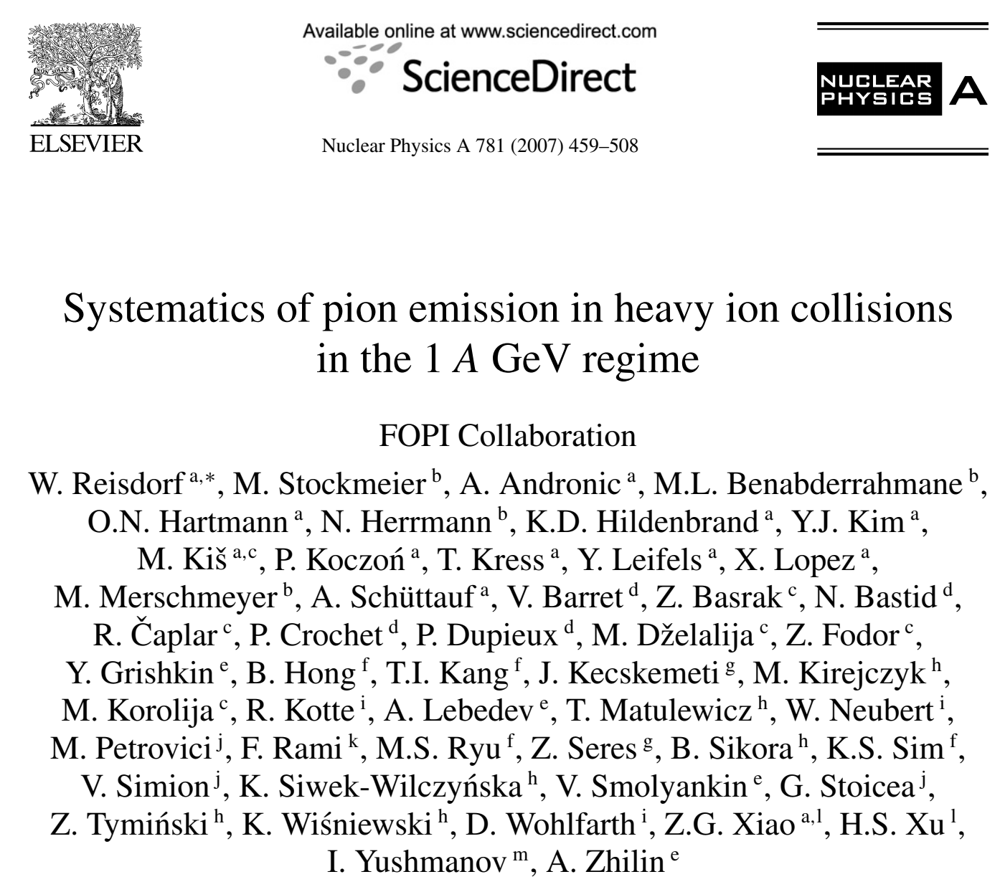 Available online at www.sciencedirect.com
ScienceDirect
NUCLEAR
PHYSICS A
NON SOLUS
ELSEVIER
Nuclear Physics A 781 (2007) 459–508
Systematics of pion emission in heavy ion collisions
in the 1 A GeV regime
FOPI Collaboration
W. Reisdorf a,∗, M. Stockmeier b, A. Andronic a, M.L. Benabderrahmane b,
O.N. Hartmann a, N. Herrmann b, K.D. Hildenbrand a, Y.J. Kim a,
M. Kiš a,c, P. Koczoń a, T. Kress a, Y. Leifels a, X. Lopez a,
M. Merschmeyer b, A. Schüttauf a, V. Barret d, Z. Basrak c, N. Bastid d,
R. Čaplar c, P. Crochet d, P. Dupieux d, M. Dželalija c, Z. Fodor c,
Y. Grishkin e, B. Hong f, T.I. Kang f, J. Kecskemeti g, M. Kirejczyk h,
M. Korolija c, R. Kotte i, A. Lebedev e, T. Matulewicz h, W. Neubert i,
M. Petrovici j, F. Rami k, M.S. Ryu f, Z. Seres g, B. Sikora h, K.S. Sim f,
V. Simion j, K. Siwek-Wilczyńska h, V. Smolyankin e, G. Stoicea j,
Z. Tymiński h, K. Wiśniewski h, D. Wohlfarth i, Z.G. Xiao a,l, H.S. Xu l,
I. Yushmanov m, A. Zhilin e